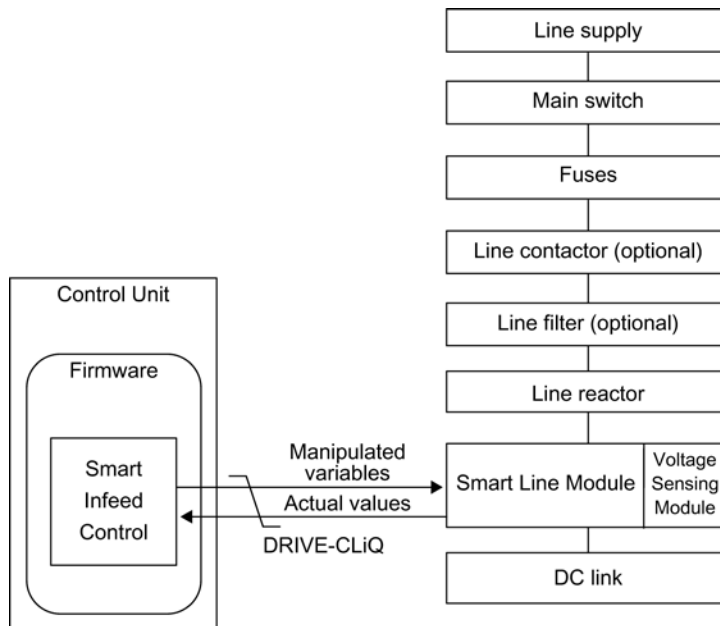 Line supply
Main switch
Fuses
Line contactor (optional)
Line filter (optional)
Line reactor
Control Unit
Firmware
Smart
Infeed
Control
Manipulated
variables
Actual values
DRIVE-CLiQ
Smart Line Module
Voltage
Sensing
Module
DC link